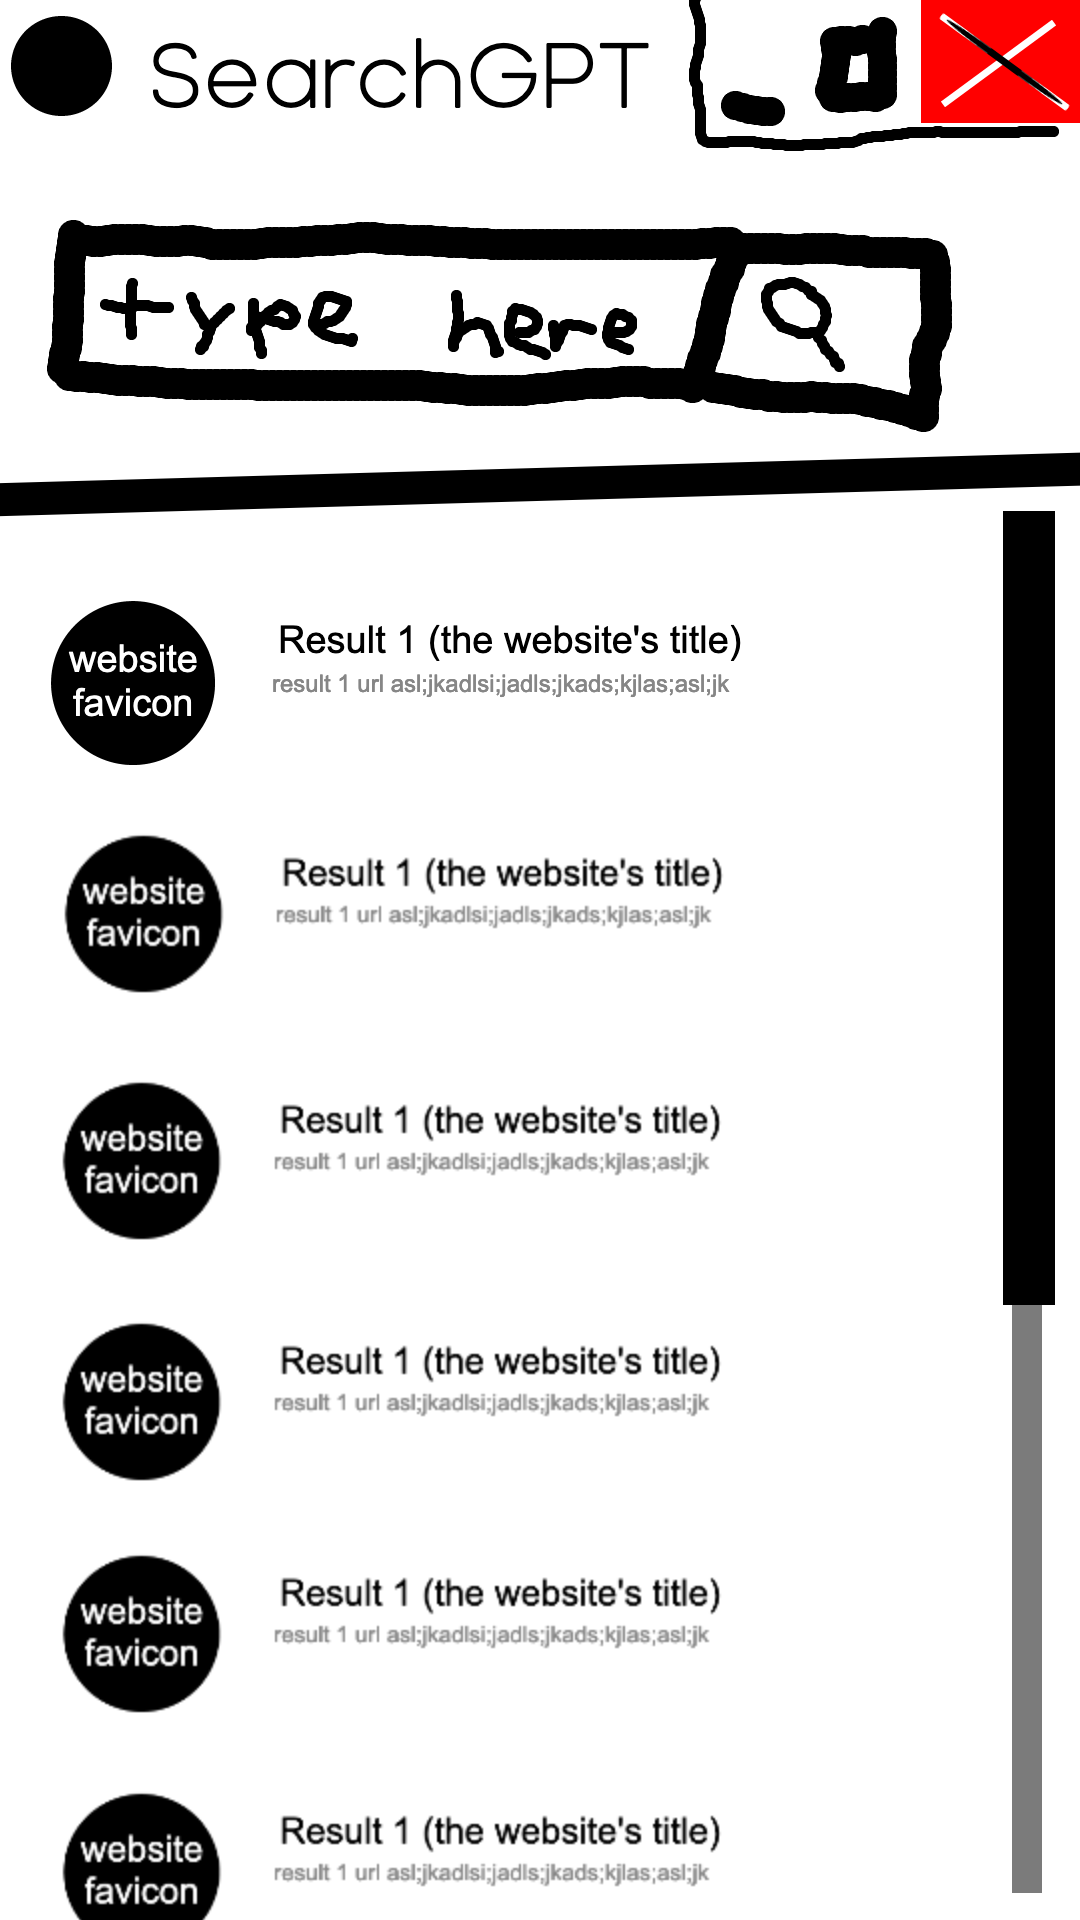 SearchGPT
type here
Result 1 (the website's title)
result 1 url asl;jkadlsi;jadls;jkads;kjlas;asl;jk
website
favicon
Result 1 (the website's title)
result 1 url asl;jkadlsi;jadls;jkads;kjlas;asl;jk
website
favicon
Result 1 (the website's title)
result 1 url asl;jkadlsi;jadls;jkads;kjlas;asl;jk
website
favicon
Result 1 (the website's title)
result 1 url asl;jkadlsi;jadls;jkads;kjlas;asl;jk
website
favicon
Result 1 (the website's title)
result 1 url asl;jkadlsi;jadls;jkads;kjlas;asl;jk
website
favicon
Result 1 (the website's title)
result 1 url asl;jkadlsi;jadls;jkads;kjlas;asl;jk
website
favicon